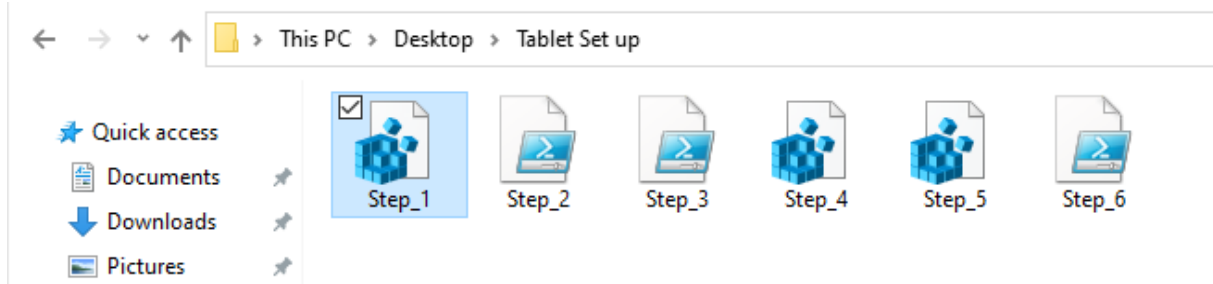 This PC > Desktop > Tablet Set up
Quick access
Documents
Downloads
Pictures
Step_1
Step_2
Step_3
Step_4
Step_5
Step_6